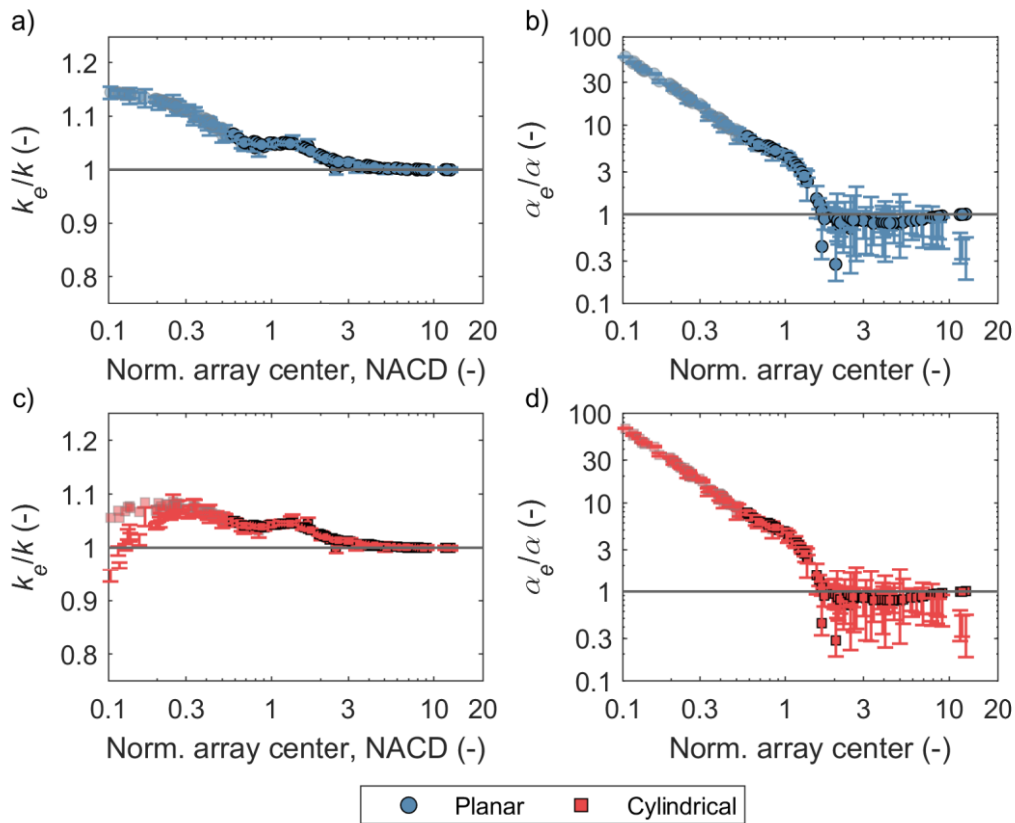 a)
1.2
1.1
1
0.9
0.8
k_e/k (-)
0.1 0.3 1 3 10 20
Norm. array center, NACD (-)
b)
100
30
10
3
1
0.3
0.1
α_e/α (-)
0.1 0.3 1 3 10 20
Norm. array center (-)
c)
1.2
1.1
1
0.9
0.8
k_e/k (-)
0.1 0.3 1 3 10 20
Norm. array center, NACD (-)
d)
100
30
10
3
1
0.3
0.1
α_e/α (-)
0.1 0.3 1 3 10 20
Norm. array center (-)
Planar Cylindrical